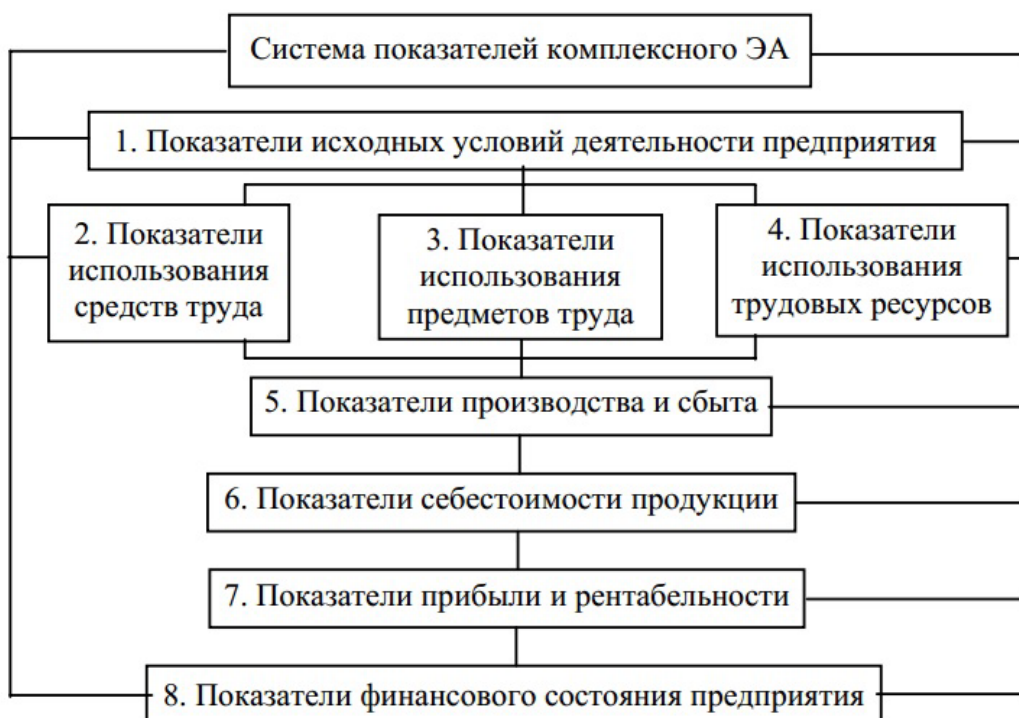 Система показателей комплексного ЭА
1. Показатели исходных условий деятельности предприятия
2. Показатели
использования
средств труда
3. Показатели
использования
предметов труда
4. Показатели
использования
трудовых ресурсов
5. Показатели производства и сбыта
6. Показатели себестоимости продукции
7. Показатели прибыли и рентабельности
8. Показатели финансового состояния предприятия